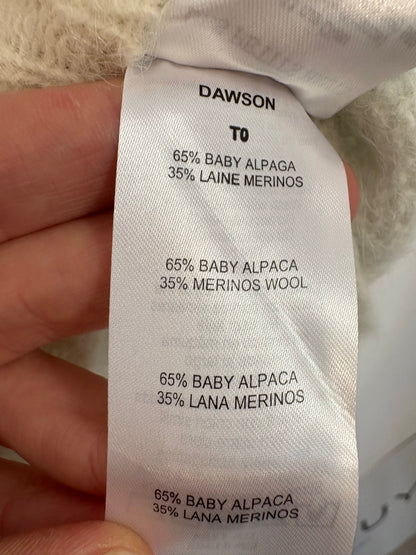 DAWSON
T0
65% BABY ALPAGA
35% LAINE MERINOS
65% BABY ALPACA
35% MERINOS WOOL
65% BABY ALPACA
35% LANA MERINOS
65% BABY ALPACA
35% LANA MERINOS